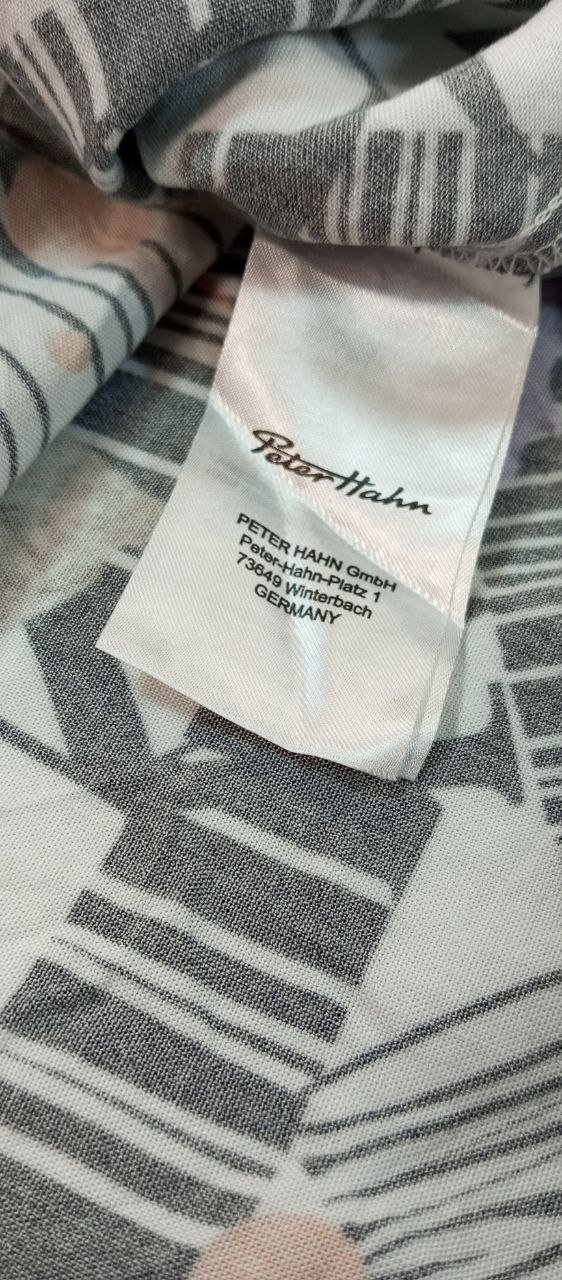 Peter Hahn
PETER HAHN GmbH
Peter-Hahn-Platz 1
73649 Winterbach
GERMANY